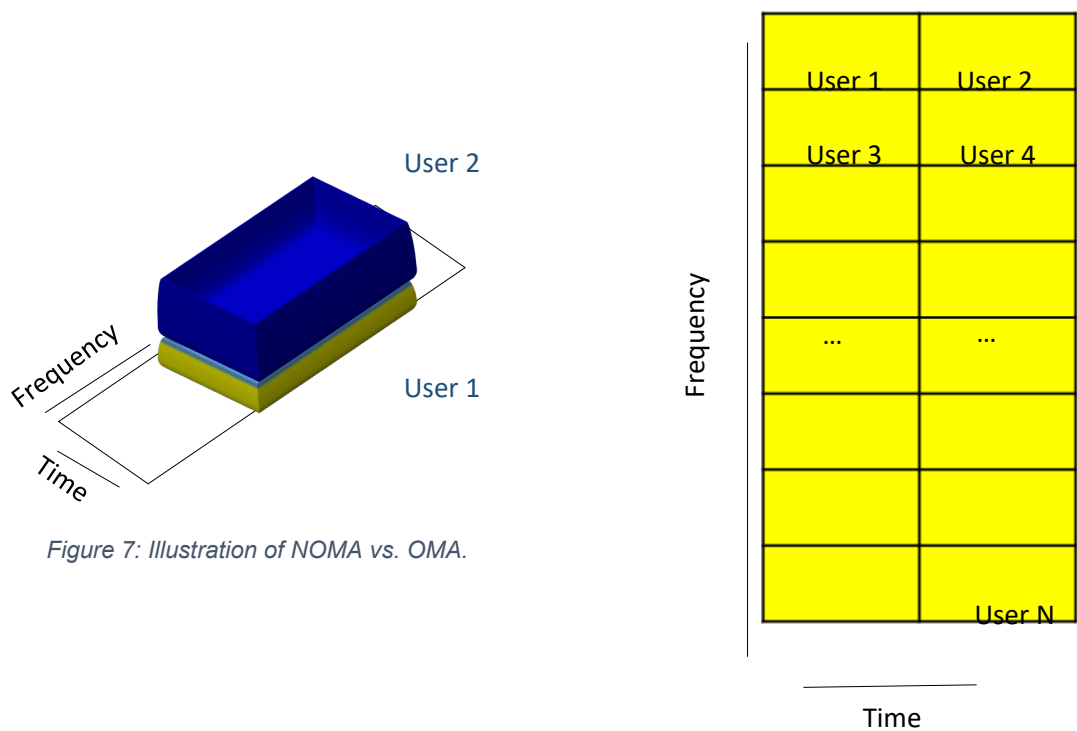 User 2
User 1
Frequency
Time
Figure 7: Illustration of NOMA vs. OMA.
Frequency
User 1 User 2
User 3 User 4
... ...
User N
Time